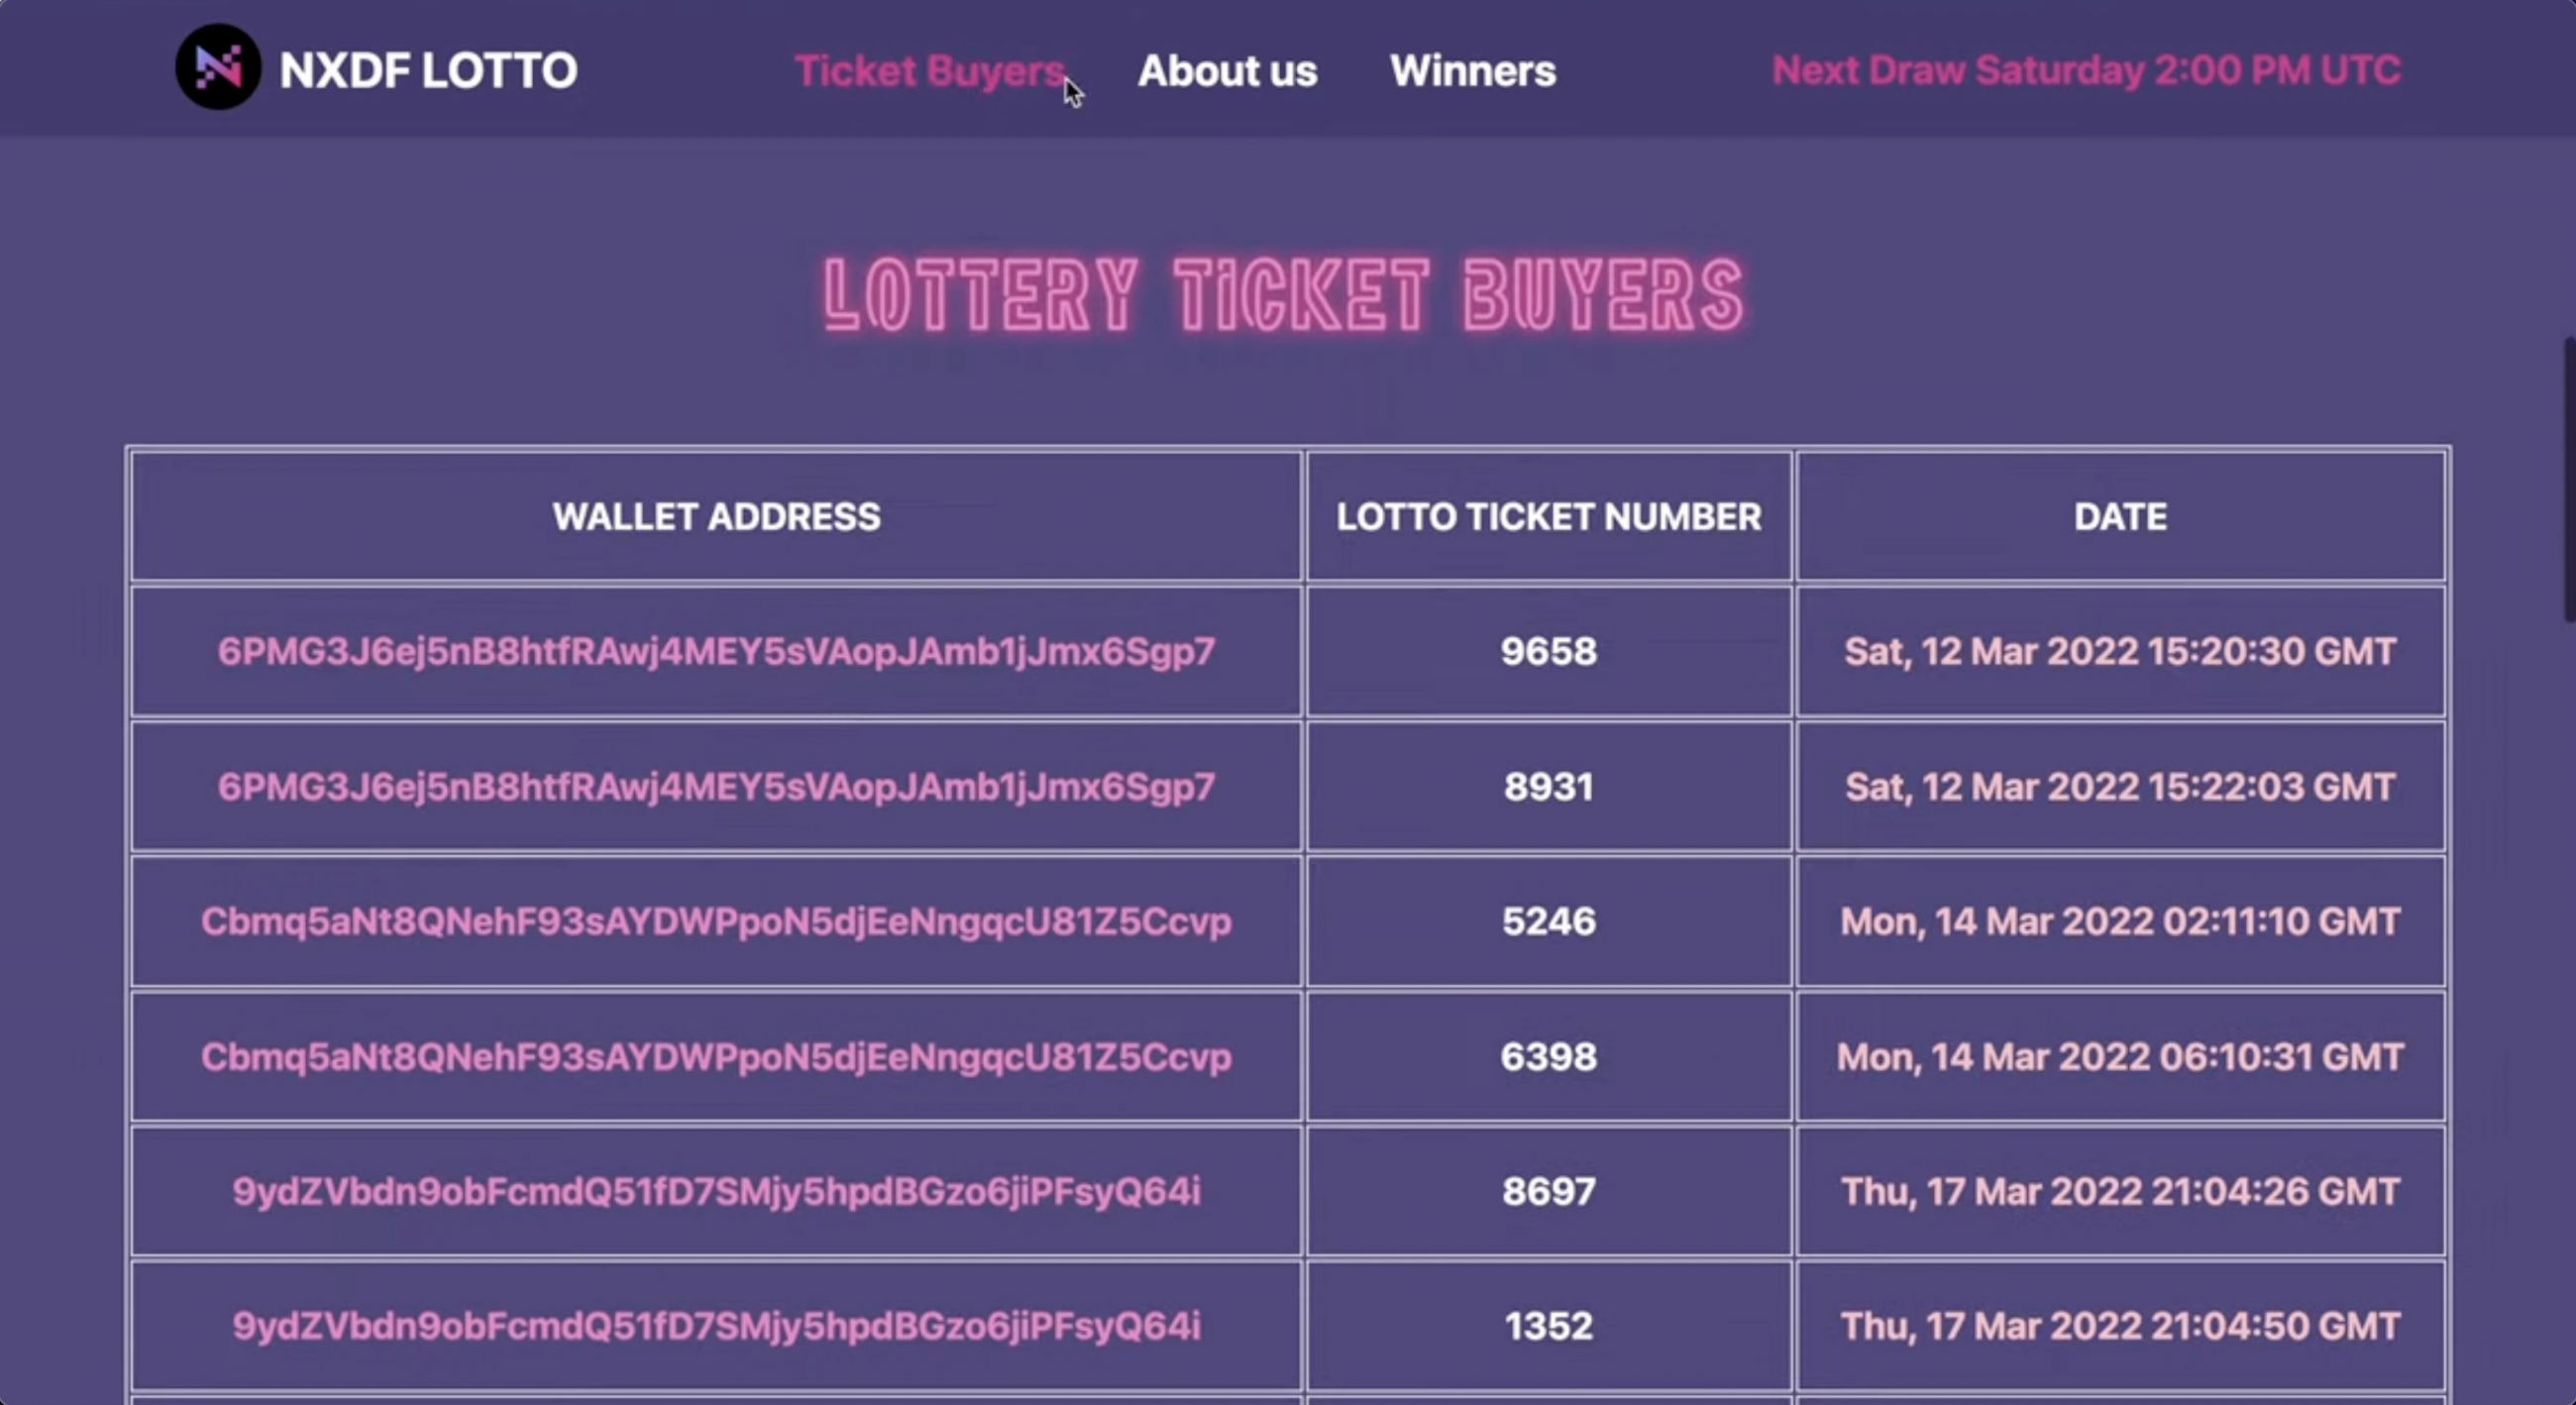 NXDF LOTTO
Ticket Buyers
About us
Winners
Next Draw Saturday 2:00 PM UTC
LOTTERY TICKET BUYERS
WALLET ADDRESS LOTTO TICKET NUMBER DATE
6PMG3J6ej5nB8htfRAwj4MEY5sVAopJAmb1jJmx6Sgp7 9658 Sat, 12 Mar 2022 15:20:30 GMT
6PMG3J6ej5nB8htfRAwj4MEY5sVAopJAmb1jJmx6Sgp7 8931 Sat, 12 Mar 2022 15:22:03 GMT
Cbmq5aNt8QNehF93sAYDWPpoN5djEeNngqcU81Z5Ccvp 5246 Mon, 14 Mar 2022 02:11:10 GMT
Cbmq5aNt8QNehF93sAYDWPpoN5djEeNngqcU81Z5Ccvp 6398 Mon, 14 Mar 2022 06:10:31 GMT
9ydZVbdn9obFcmdQ51fD7SMjy5hpdBGzo6jiPFsyQ64i 8697 Thu, 17 Mar 2022 21:04:26 GMT
9ydZVbdn9obFcmdQ51fD7SMjy5hpdBGzo6jiPFsyQ64i 1352 Thu, 17 Mar 2022 21:04:50 GMT